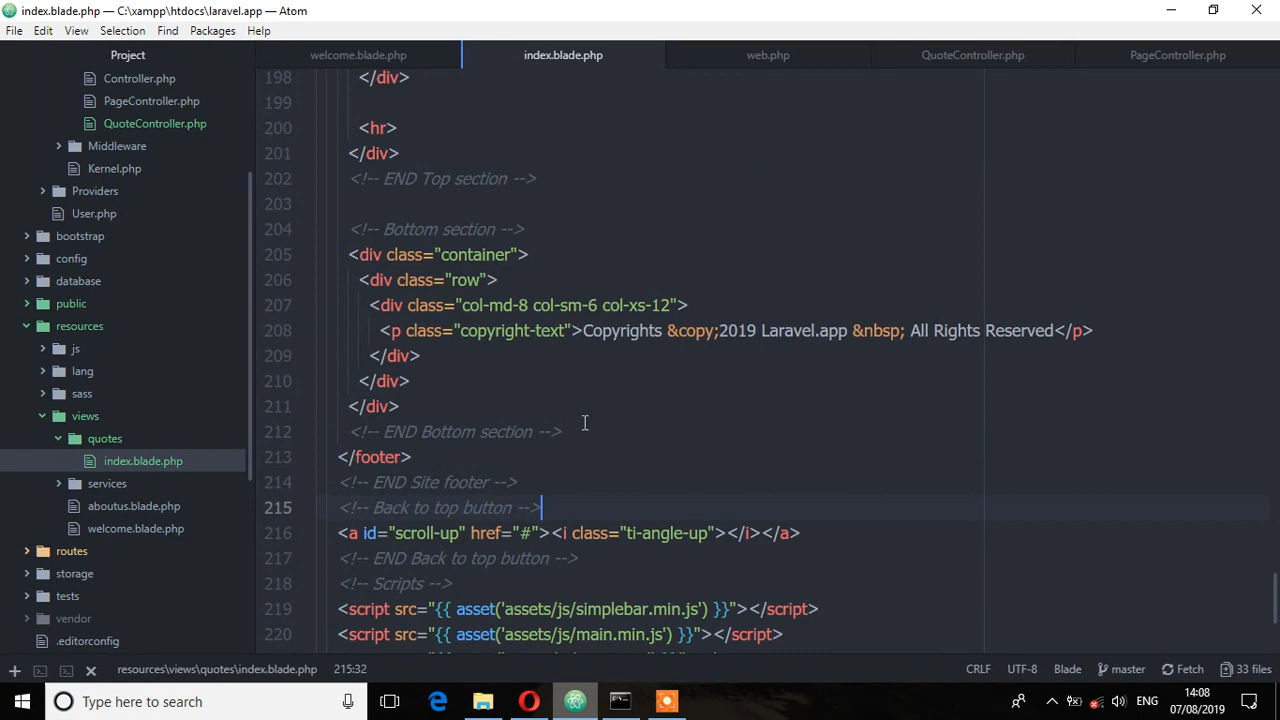 index.blade.php — C:\xampp\htdocs\laravel.app — Atom
File Edit View Selection Find Packages Help
Project
welcome.blade.php index.blade.php web.php QuoteController.php PageController.php
Controller.php
PageController.php
QuoteController.php
Middleware
Kernel.php
Providers
User.php
bootstrap
config
database
public
resources
js
lang
sass
views
quotes
index.blade.php
services
aboutus.blade.php
welcome.blade.php
routes
storage
tests
vendor
.editorconfig
198 </div>
199
200 <hr>
201 </div>
202 <!-- END Top section -->
203
204 <!-- Bottom section -->
205 <div class="container">
206 <div class="row">
207 <div class="col-md-8 col-sm-6 col-xs-12">
208 <p class="copyright-text">Copyrights &copy;2019 Laravel.app &nbsp; All Rights Reserved</p>
209 </div>
210 </div>
211 </div>
212 <!-- END Bottom section -->
213 </footer>
214 <!-- END Site footer -->
215 <!-- Back to top button -->
216 <a id="scroll-up" href="#"><i class="ti-angle-up"></i></a>
217 <!-- END Back to top button -->
218 <!-- Scripts -->
219 <script src="{{ asset('assets/js/simplebar.min.js') }}"></script>
220 <script src="{{ asset('assets/js/main.min.js') }}"></script>
resources\views\quotes\index.blade.php 215:32 CRLF UTF-8 Blade master Fetch 33 files
Type here to search
ENG
14:08
07/08/2019